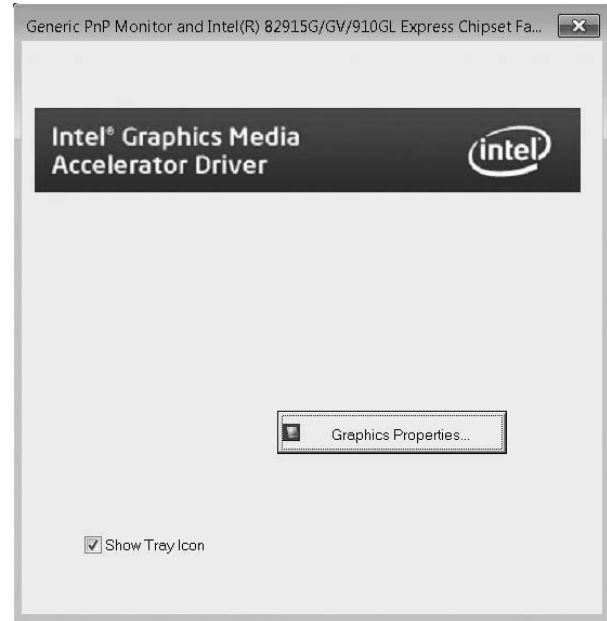 Generic PnP Monitor and Intel(R) 82915G/GV/910GL Express Chipset Fa...
Intel® Graphics Media
Accelerator Driver
intel
Graphics Properties...
Show Tray Icon